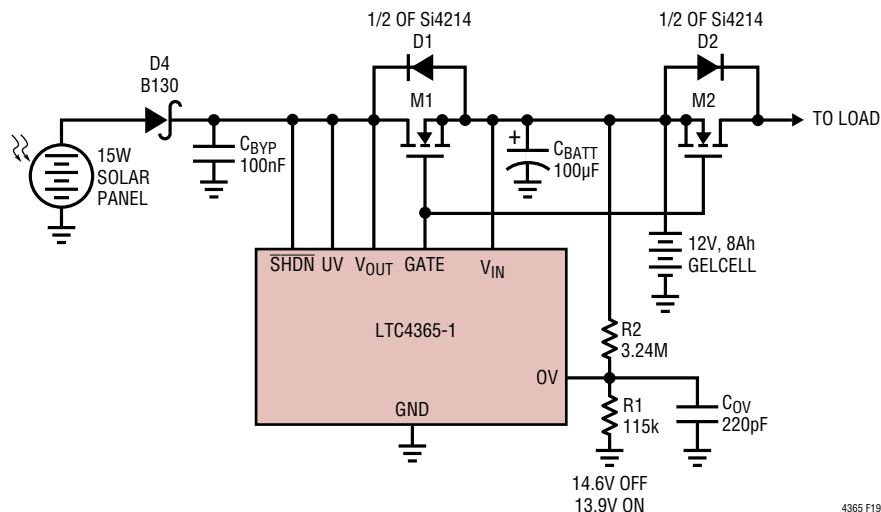 1/2 OF Si4214
D1
1/2 OF Si4214
D2
D4
B130
M1
M2
TO LOAD
15W
SOLAR
PANEL
CBYP
100nF
+
CBATT
100µF
12V, 8Ah
GELCELL
SHDN UV VOUT GATE VIN
LTC4365-1
R2
3.24M
OV
GND
R1
115k
COV
220pF
14.6V OFF
13.9V ON
4365 F19